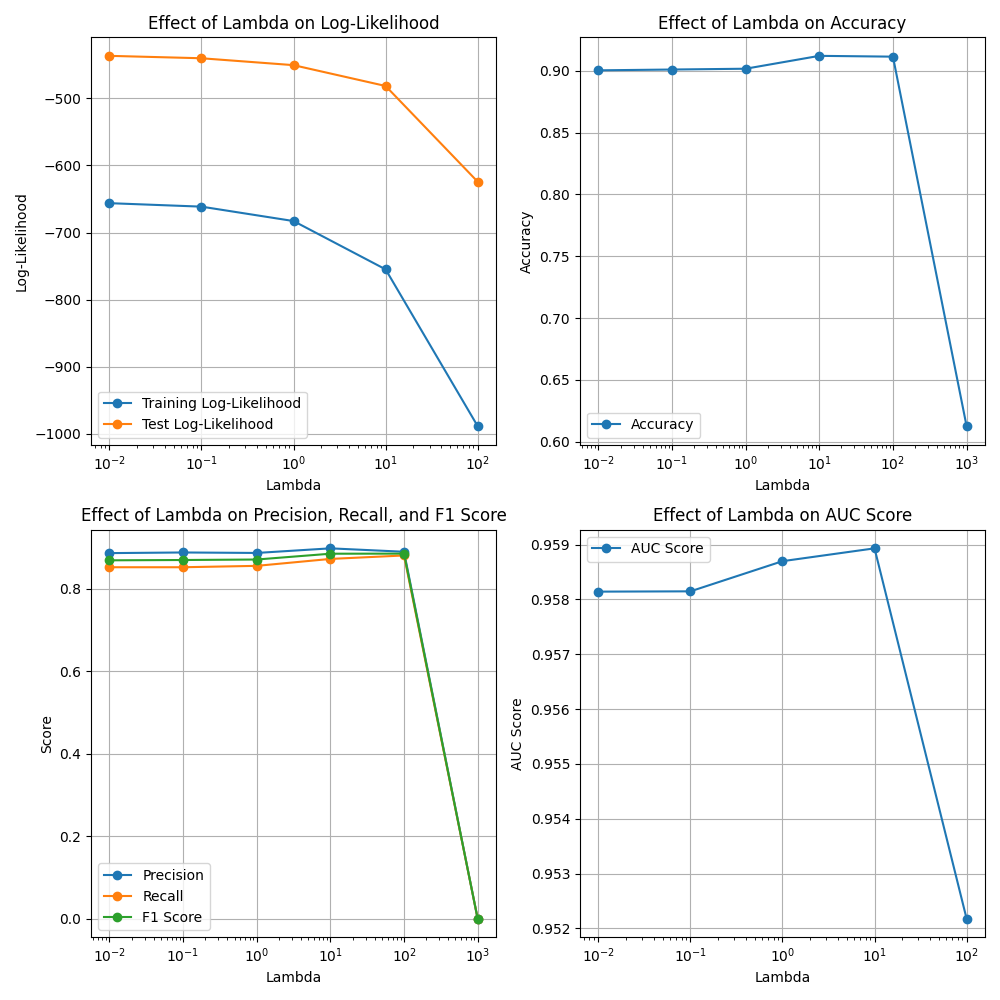 Effect of Lambda on Log-Likelihood
Log-Likelihood
−500
−600
−700
−800
−900
−1000
Training Log-Likelihood
Test Log-Likelihood
10⁻² 10⁻¹ 10⁰ 10¹ 10²
Lambda
Effect of Lambda on Accuracy
Accuracy
0.90
0.85
0.80
0.75
0.70
0.65
0.60
Accuracy
10⁻² 10⁻¹ 10⁰ 10¹ 10² 10³
Lambda
Effect of Lambda on Precision, Recall, and F1 Score
Score
0.8
0.6
0.4
0.2
0.0
Precision
Recall
F1 Score
10⁻² 10⁻¹ 10⁰ 10¹ 10² 10³
Lambda
Effect of Lambda on AUC Score
AUC Score
0.959
0.958
0.957
0.956
0.955
0.954
0.953
0.952
AUC Score
10⁻² 10⁻¹ 10⁰ 10¹ 10²
Lambda